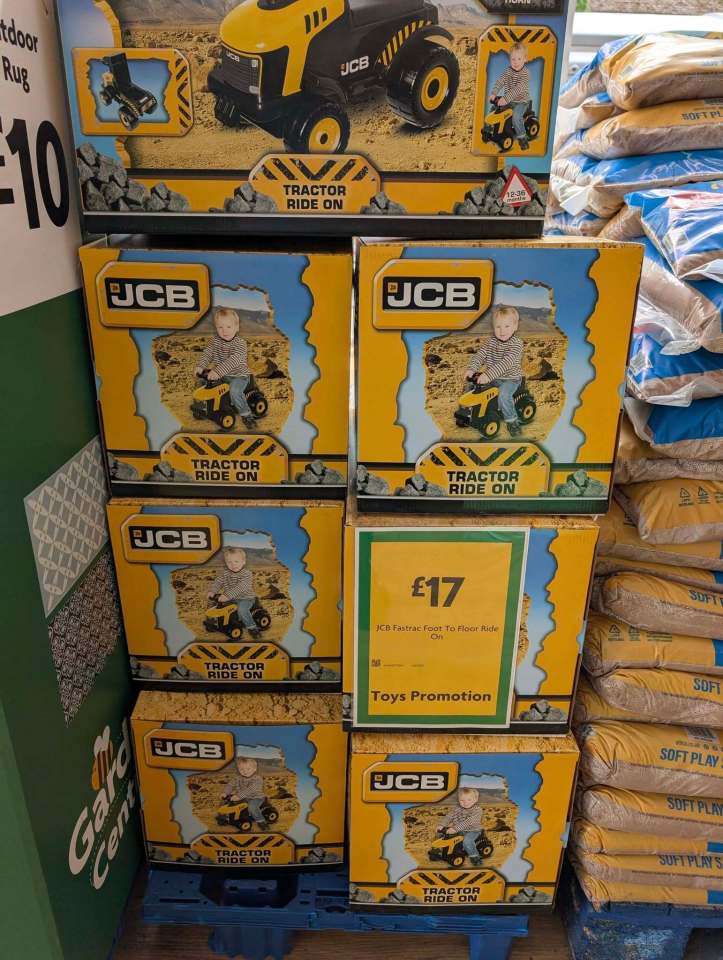 tdoor
Rug
£10
HORN
JCB
TRACTOR
RIDE ON
12-36
months
SOFT P
JCB
TRACTOR
RIDE ON
JCB
TRACTOR
RIDE ON
JCB
TRACTOR
RIDE ON
£17
JCB Fastrac Foot To Floor Ride
On
Toys Promotion
JCB
TRACTOR
RIDE ON
JCB
TRACTOR
RIDE ON
Gard
Cent
SOFT
SOFT P
SOFT
SOFT PLAY S
SOFT PLAY
SOFT PLAY S
SOFT PLAY S